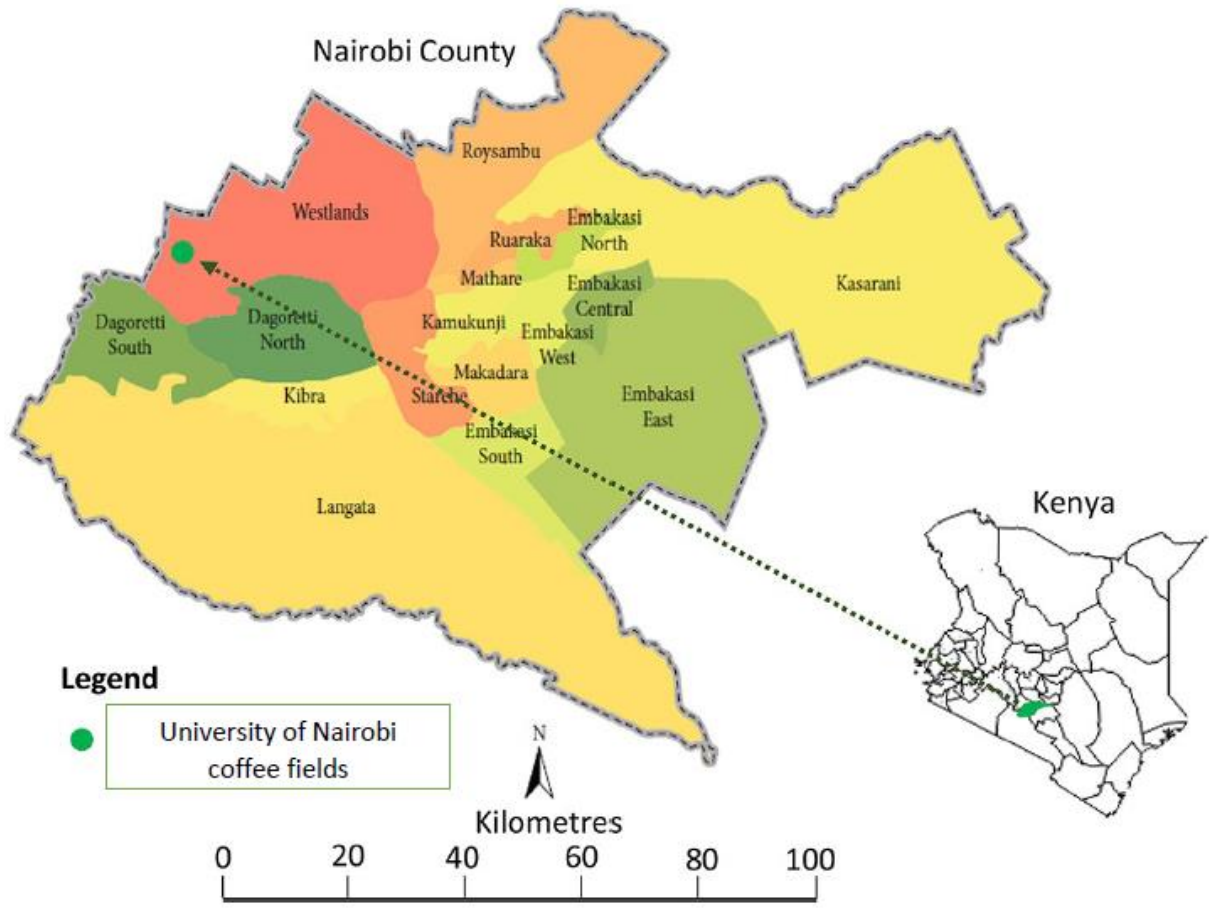 Nairobi County
Roysambu
Westlands
Embakasi
North
Ruaraka
Mathare
Kasarani
Embakasi
Central
Dagoretti
South
Dagoretti
North
Kamukunji
Embakasi
West
Makadara
Kibra
Starehe
Embakasi
East
Embakasi
South
Langata
Kenya
Legend
University of Nairobi
coffee fields
N
Kilometres
0 20 40 60 80 100